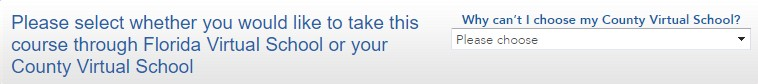 Please select whether you would like to take this
course through Florida Virtual School or your
County Virtual School
Why can't I choose my County Virtual School?
Please choose